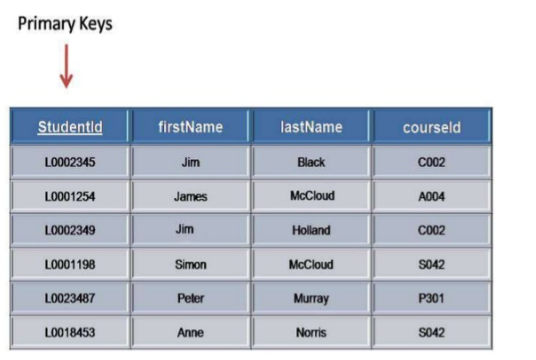 Primary Keys
StudentId firstName lastName courseId
L0002345 Jim Black C002
L0001254 James McCloud A004
L0002349 Jim Holland C002
L0001198 Simon McCloud S042
L0023487 Peter Murray P301
L0018453 Anne Norris S042